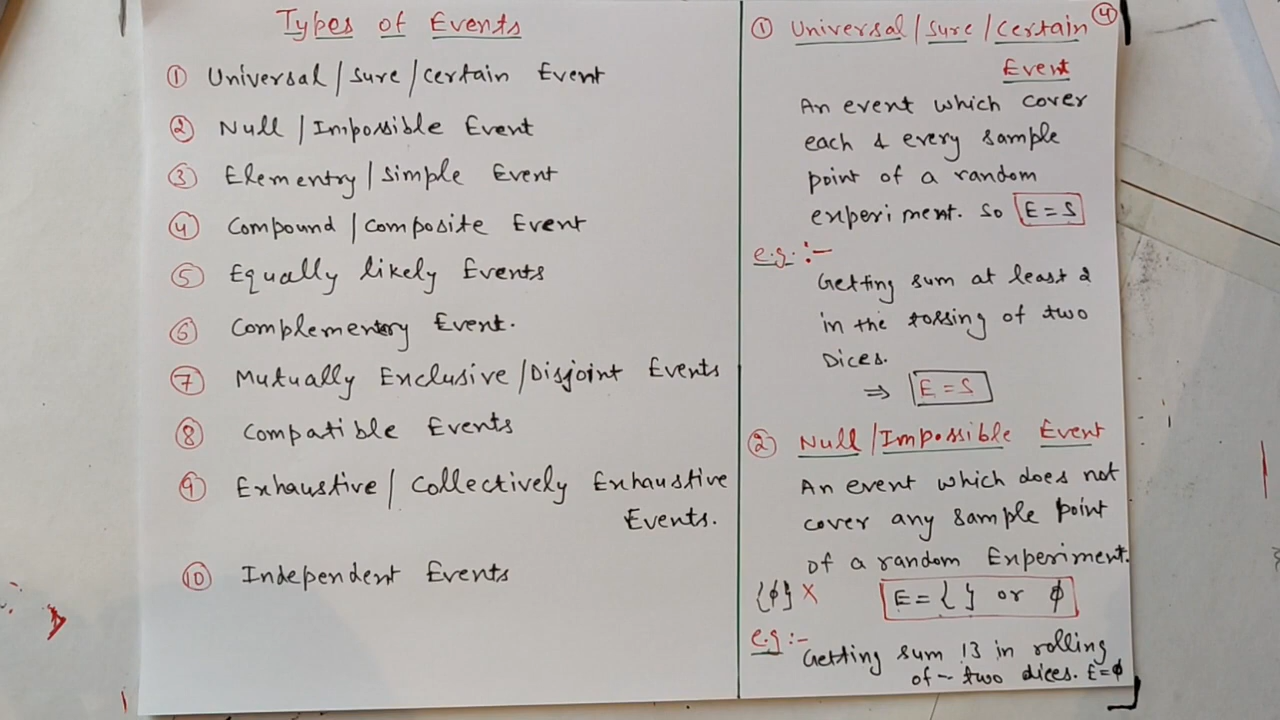 Types of Events
① Universal/Sure/Certain Event
② Null/Impossible Event
③ Elementry/Simple Event
④ Compound/Composite Event
⑤ Equally likely Events
⑥ Complementry Event.
⑦ Mutually Exclusive/Disjoint Events
⑧ Compatible Events
⑨ Exhaustive/Collectively Exhaustive
Events.
⑩ Independent Events
④
① Universal/Sure/Certain
Event
An event which cover
each & every sample
point of a random
experiment. So E = S
e.g. :-
Getting sum at least 2
in the tossing of two
Dices.
⇒ E = S
② Null/Impossible Event
An event which does not
cover any sample point
of a random Experiment.
{ϕ} × E = { } or ϕ
e.g :-
Getting sum 13 in rolling
of - two dices. E=ϕ